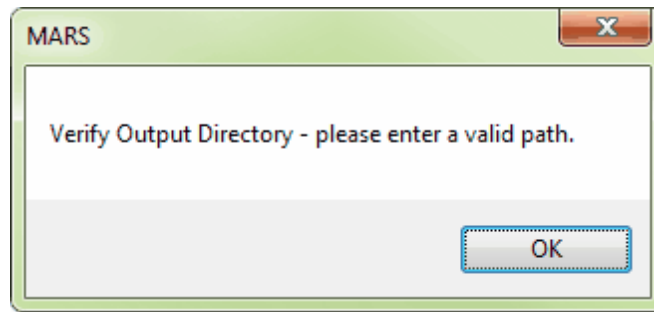 MARS
Verify Output Directory - please enter a valid path.
OK